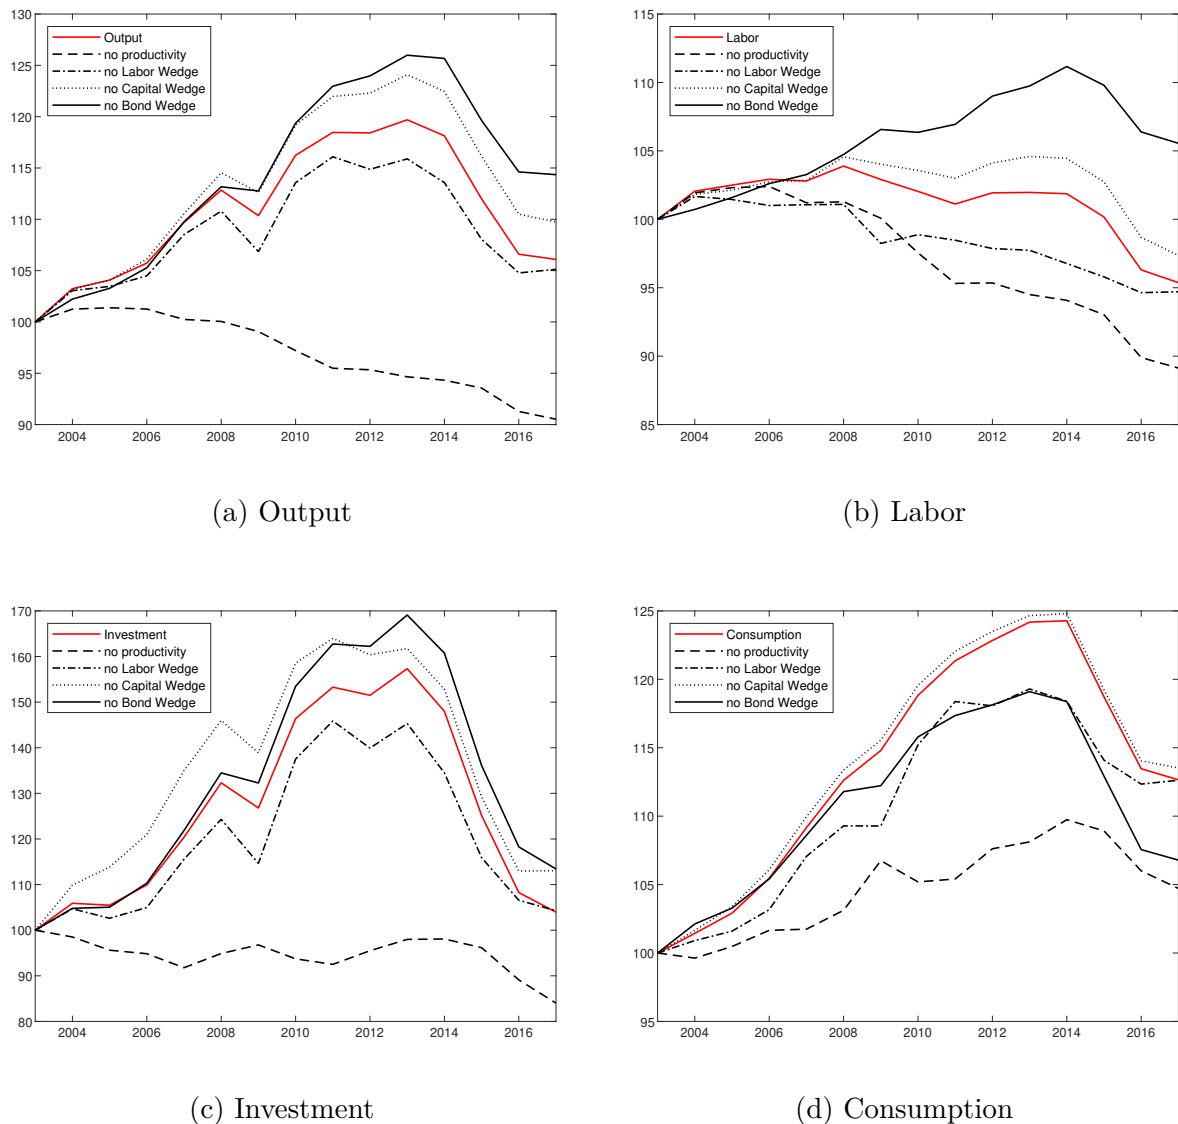 130
125
120
115
110
105
100
95
90
2004 2006 2008 2010 2012 2014 2016
Output
no productivity
no Labor Wedge
no Capital Wedge
no Bond Wedge
(a) Output
115
110
105
100
95
90
85
2004 2006 2008 2010 2012 2014 2016
Labor
no productivity
no Labor Wedge
no Capital Wedge
no Bond Wedge
(b) Labor
170
160
150
140
130
120
110
100
90
80
2004 2006 2008 2010 2012 2014 2016
Investment
no productivity
no Labor Wedge
no Capital Wedge
no Bond Wedge
(c) Investment
125
120
115
110
105
100
95
2004 2006 2008 2010 2012 2014 2016
Consumption
no productivity
no Labor Wedge
no Capital Wedge
no Bond Wedge
(d) Consumption